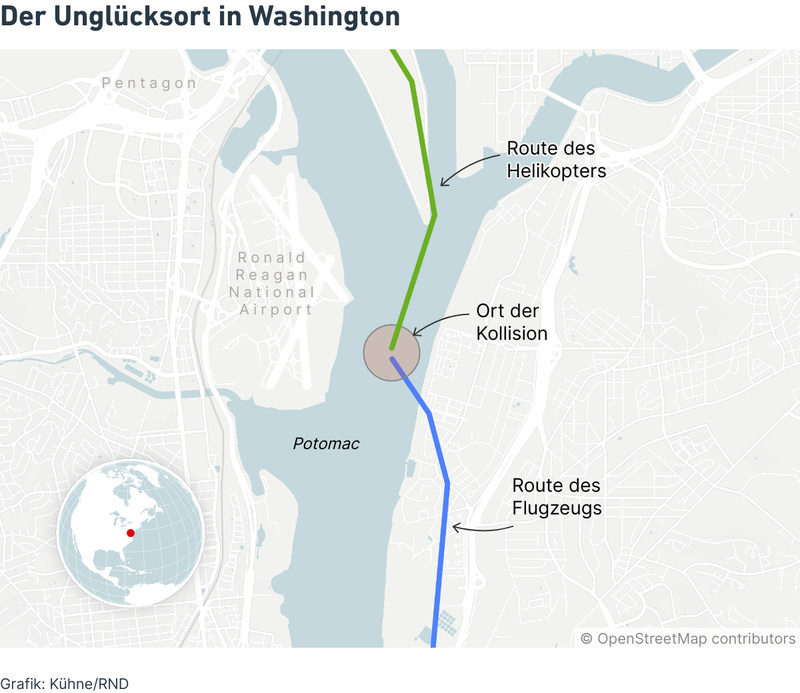 Der Unglücksort in Washington
Pentagon
Route des
Helikopters
Ronald
Reagan
National
Airport
Ort der
Kollision
Potomac
Route des
Flugzeugs
© OpenStreetMap contributors
Grafik: Kühne/RND